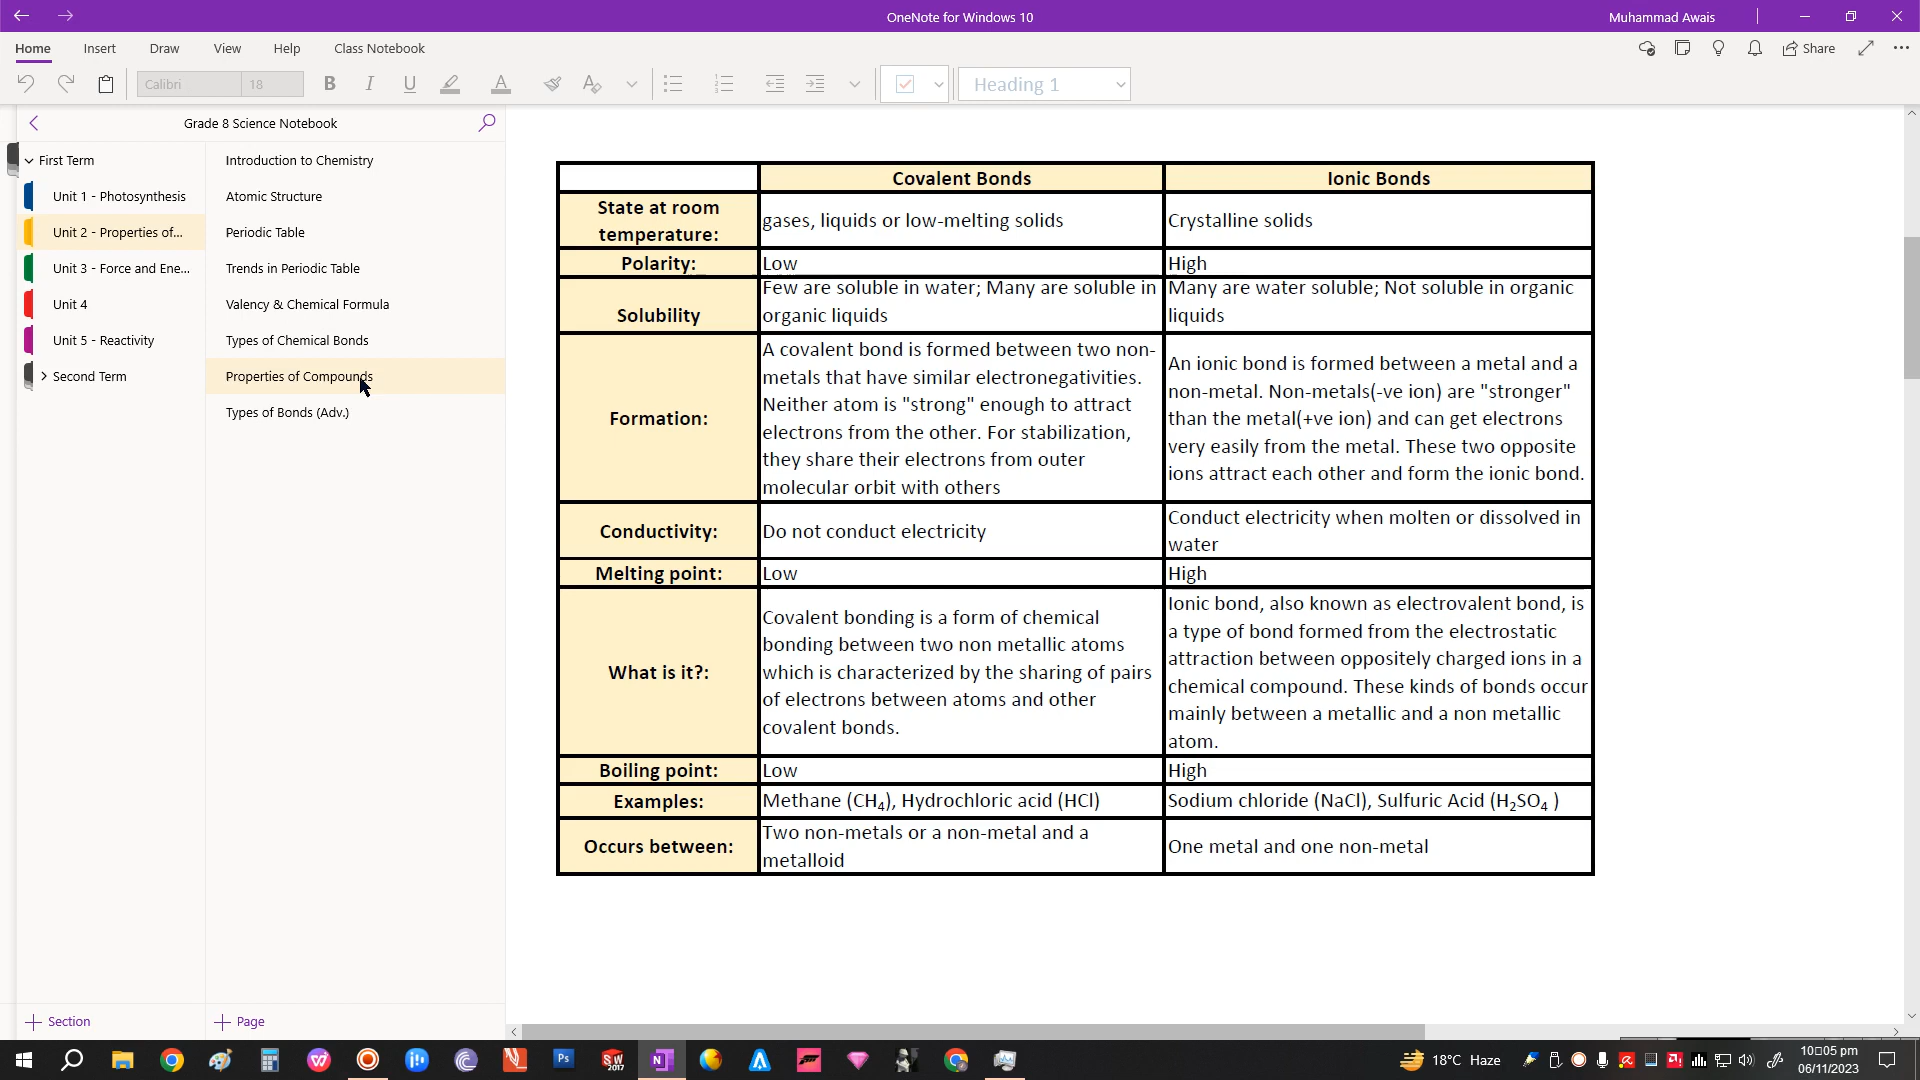 OneNote for Windows 10
Muhammad Awais
Home Insert Draw View Help Class Notebook
Share
Calibri 18 B I U A Heading 1
Grade 8 Science Notebook
First Term
Unit 1 - Photosynthesis
Unit 2 - Properties of...
Unit 3 - Force and Ene...
Unit 4
Unit 5 - Reactivity
Second Term
Introduction to Chemistry
Atomic Structure
Periodic Table
Trends in Periodic Table
Valency & Chemical Formula
Types of Chemical Bonds
Properties of Compounds
Types of Bonds (Adv.)
Section
Page
Covalent Bonds
Ionic Bonds
State at room
temperature:
gases, liquids or low-melting solids
Crystalline solids
Polarity:
Low
High
Solubility
Few are soluble in water; Many are soluble in
organic liquids
Many are water soluble; Not soluble in organic
liquids
Formation:
A covalent bond is formed between two non-
metals that have similar electronegativities.
Neither atom is "strong" enough to attract
electrons from the other. For stabilization,
they share their electrons from outer
molecular orbit with others
An ionic bond is formed between a metal and a
non-metal. Non-metals(-ve ion) are "stronger"
than the metal(+ve ion) and can get electrons
very easily from the metal. These two opposite
ions attract each other and form the ionic bond.
Conductivity:
Do not conduct electricity
Conduct electricity when molten or dissolved in
water
Melting point:
Low
High
What is it?:
Covalent bonding is a form of chemical
bonding between two non metallic atoms
which is characterized by the sharing of pairs
of electrons between atoms and other
covalent bonds.
Ionic bond, also known as electrovalent bond, is
a type of bond formed from the electrostatic
attraction between oppositely charged ions in a
chemical compound. These kinds of bonds occur
mainly between a metallic and a non metallic
atom.
Boiling point:
Low
High
Examples:
Methane (CH₄), Hydrochloric acid (HCl)
Sodium chloride (NaCl), Sulfuric Acid (H₂SO₄ )
Occurs between:
Two non-metals or a non-metal and a
metalloid
One metal and one non-metal
Ps
SW
2017
N
18°C Haze
10▯05 pm
06/11/2023